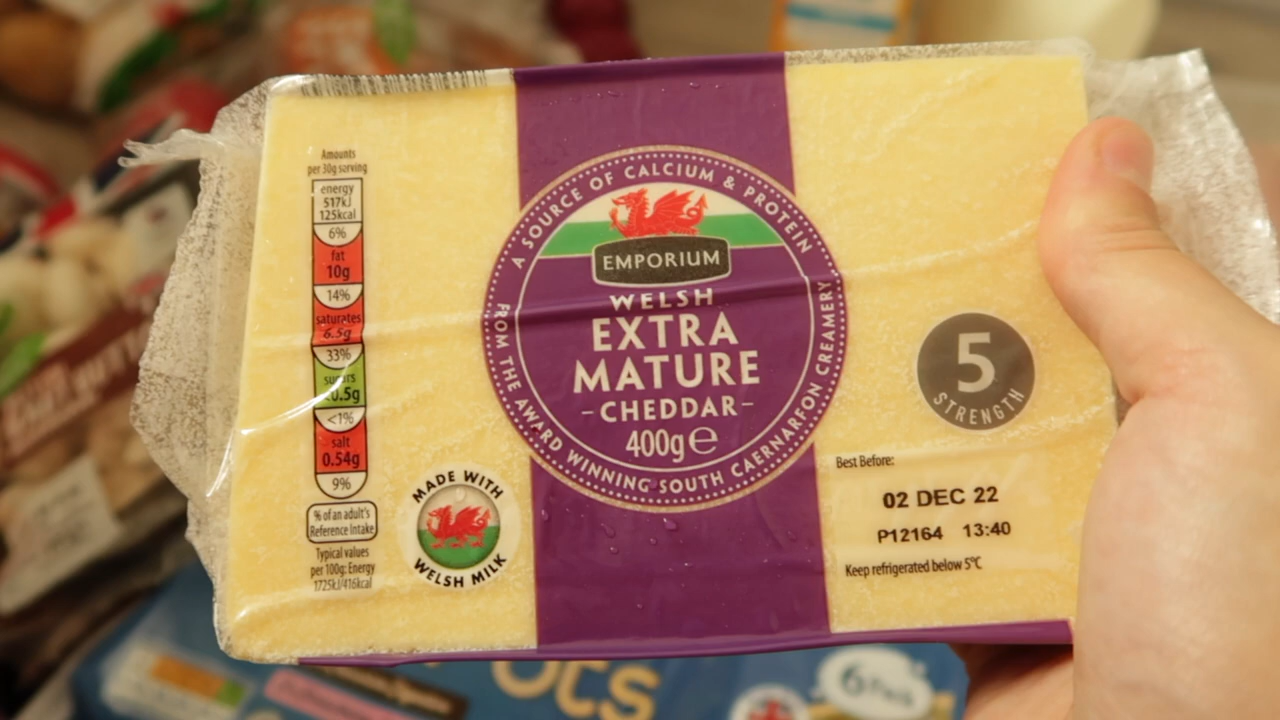 Amounts
per 30g serving
energy
517kJ
125kcal
6%
fat
10g
14%
saturates
6.5g
33%
sugars
<0.5g
<1%
salt
0.54g
9%
% of an adult's
Reference Intake
Typical values
per 100g: Energy
1725kJ/416kcal
MADE WITH
WELSH MILK
A SOURCE OF CALCIUM & PROTEIN
EMPORIUM
WELSH
EXTRA
MATURE
-CHEDDAR-
400g℮
FROM THE AWARD WINNING SOUTH CAERNARFON CREAMERY
5
STRENGTH
Best Before:
02 DEC 22
P12164 13:40
Keep refrigerated below 5°C